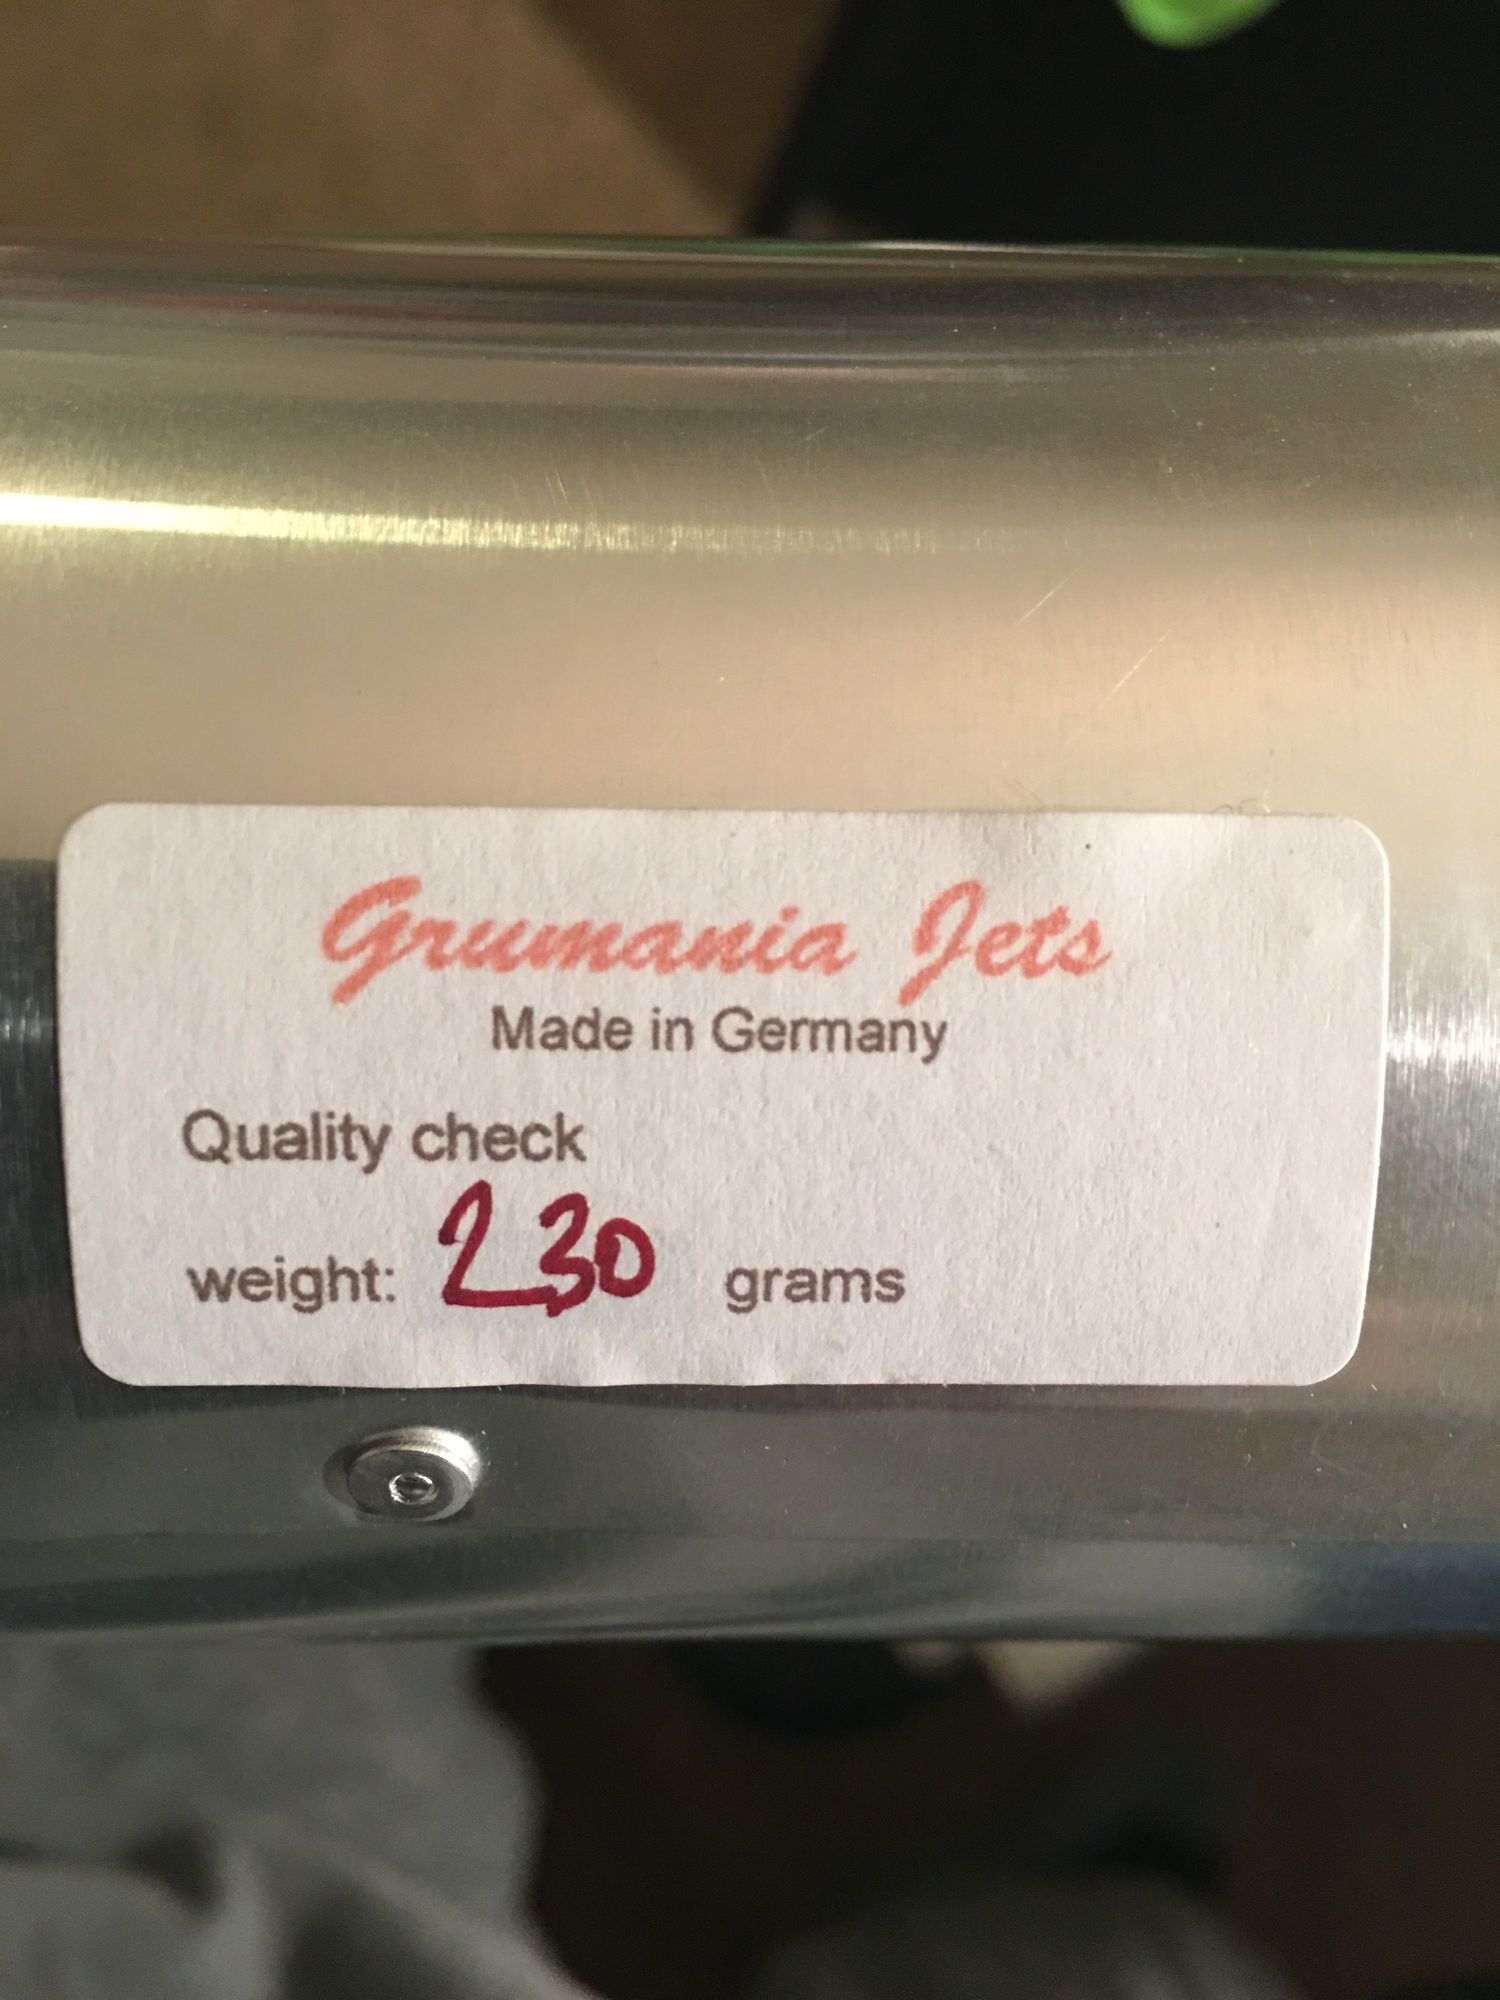 Grumania Jets
Made in Germany
Quality check
weight: 230 grams